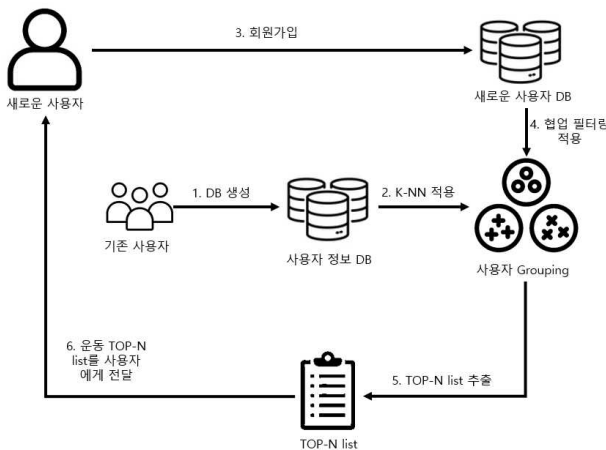 3. 회원가입
새로운 사용자
새로운 사용자 DB
4. 협업 필터링
적용
1. DB 생성
2. K-NN 적용
기존 사용자
사용자 정보 DB
사용자 Grouping
6. 운동 TOP-N
list를 사용자
에게 전달
5. TOP-N list 추출
TOP-N list